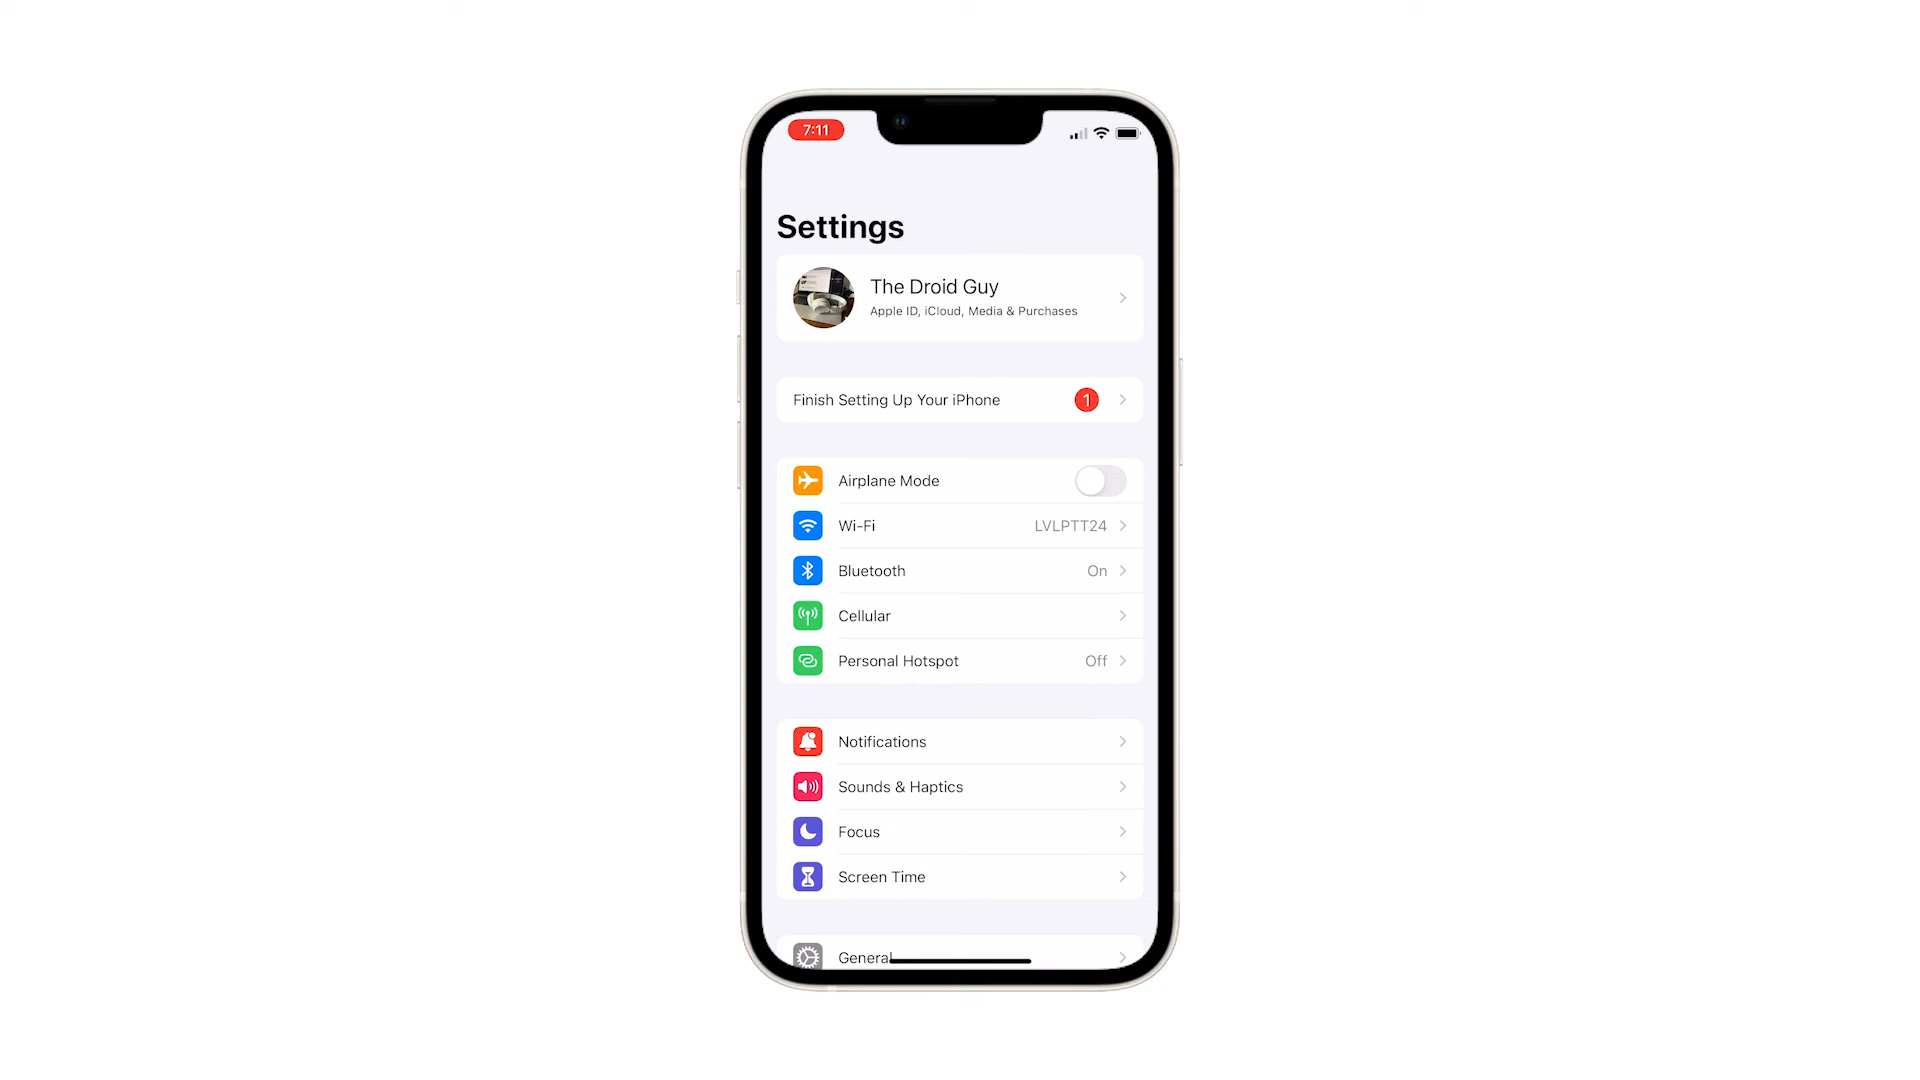 7:11
Settings
The Droid Guy
Apple ID, iCloud, Media & Purchases
Finish Setting Up Your iPhone 1
Airplane Mode
Wi-Fi LVLPTT24
Bluetooth On
Cellular
Personal Hotspot Off
Notifications
Sounds & Haptics
Focus
Screen Time
General